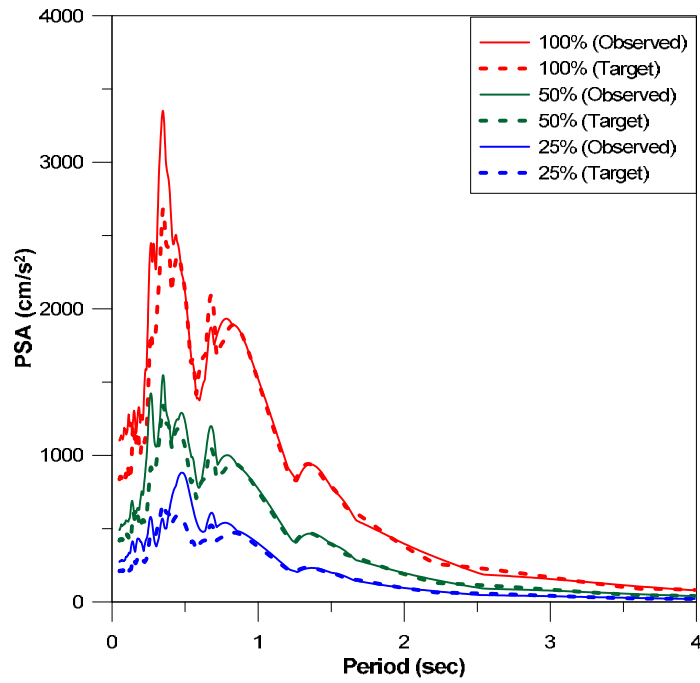 4000
3000
2000
1000
0
PSA (cm/s²)
100% (Observed)
100% (Target)
50% (Observed)
50% (Target)
25% (Observed)
25% (Target)
0 1 2 3 4
Period (sec)